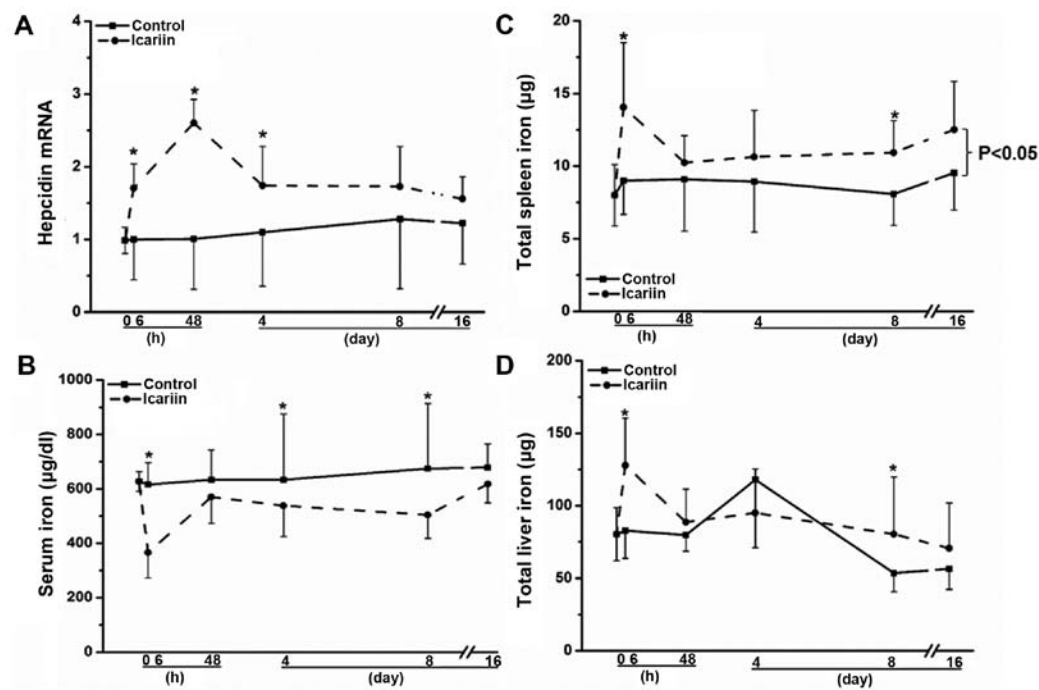 A
Control
Icariin
Hepcidin mRNA
4
3
2
1
0
*
*
*
0 6 48 4 8 16
(h) (day)
C
Total spleen iron (µg)
20
15
10
5
0
*
*
P<0.05
Control
Icariin
0 6 48 4 8 16
(h) (day)
B
Control
Icariin
Serum iron (µg/dl)
1000
800
600
400
200
0
*
*
*
0 6 48 4 8 16
(h) (day)
D
Control
Icariin
Total liver iron (µg)
200
150
100
50
0
*
*
0 6 48 4 8 16
(h) (day)